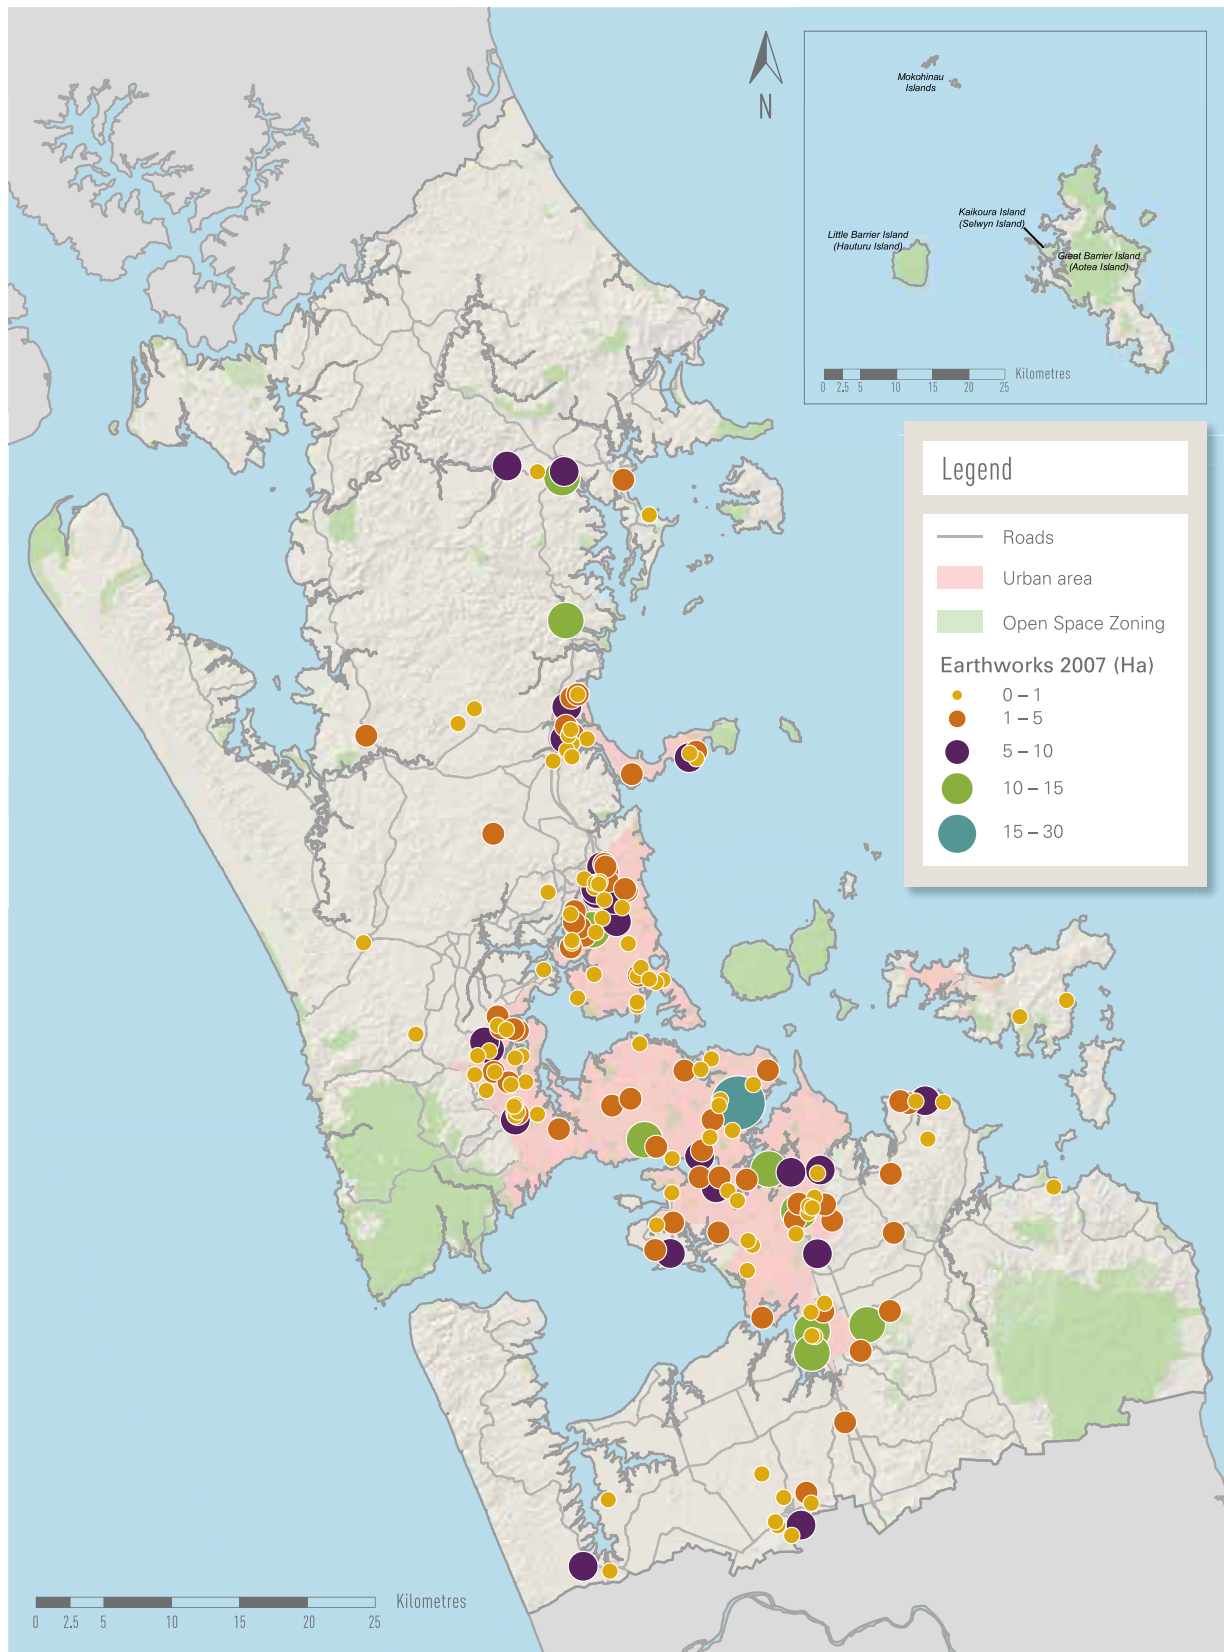 N
Mokohinau
Islands
Kaikoura Island
(Selwyn Island)
Little Barrier Island
(Hauturu Island)
Great Barrier Island
(Aotea Island)
Kilometres
0 2.5 5 10 15 20 25
Legend
Roads
Urban area
Open Space Zoning
Earthworks 2007 (Ha)
0 – 1
1 – 5
5 – 10
10 – 15
15 – 30
Kilometres
0 2.5 5 10 15 20 25